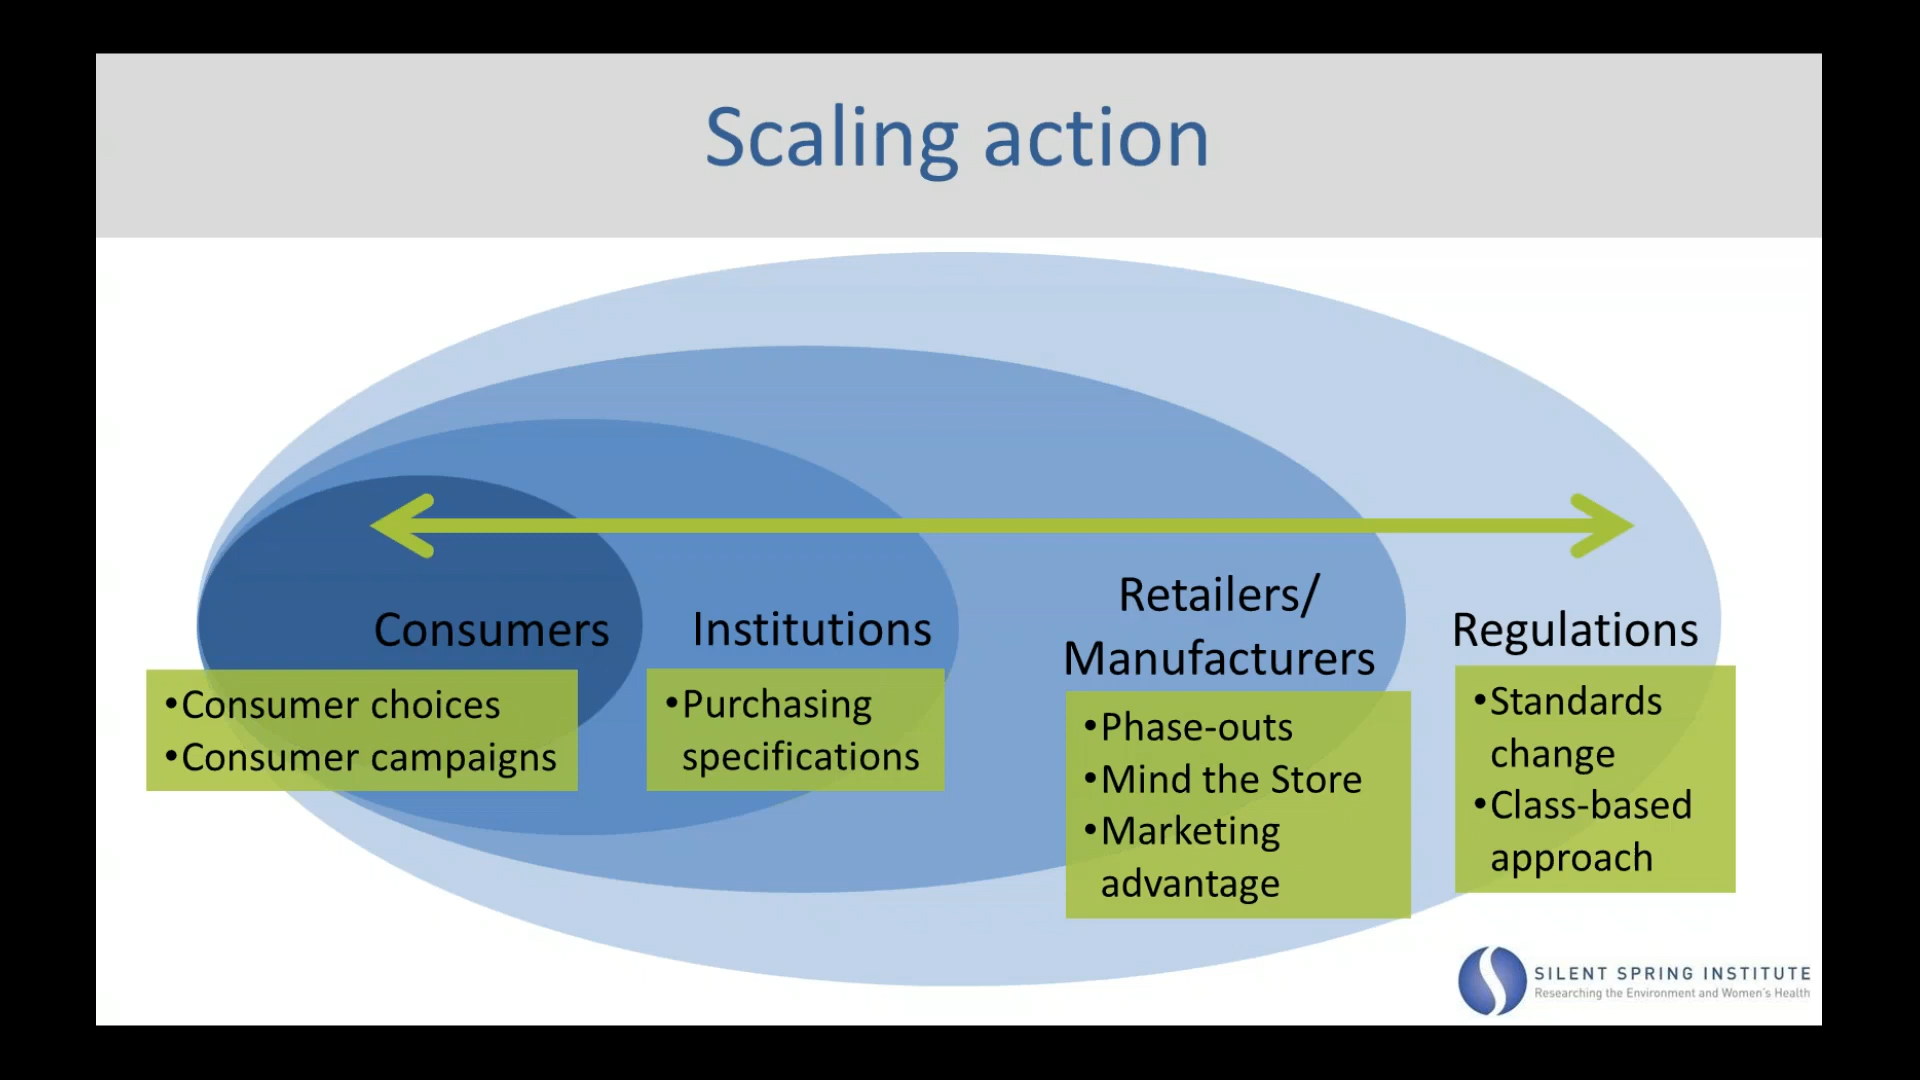 Scaling action
Consumers
•Consumer choices
•Consumer campaigns
Institutions
•Purchasing
specifications
Retailers/
Manufacturers
•Phase-outs
•Mind the Store
•Marketing
advantage
Regulations
•Standards
change
•Class-based
approach
SILENT SPRING INSTITUTE
Researching the Environment and Women's Health